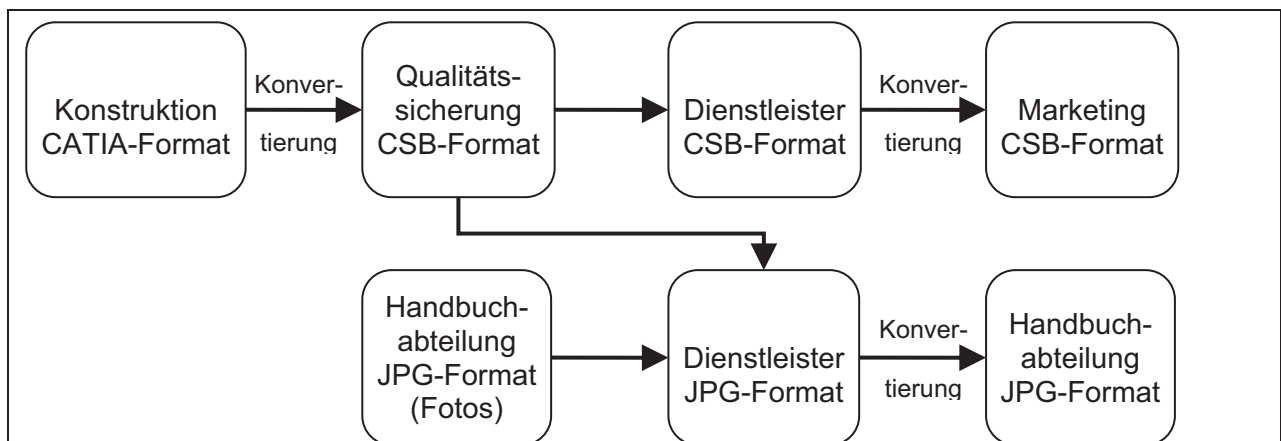 Konstruktion
CATIA-Format
Konver-
tierung
Qualitäts-
sicherung
CSB-Format
Dienstleister
CSB-Format
Konver-
tierung
Marketing
CSB-Format
Handbuch-
abteilung
JPG-Format
(Fotos)
Dienstleister
JPG-Format
Konver-
tierung
Handbuch-
abteilung
JPG-Format